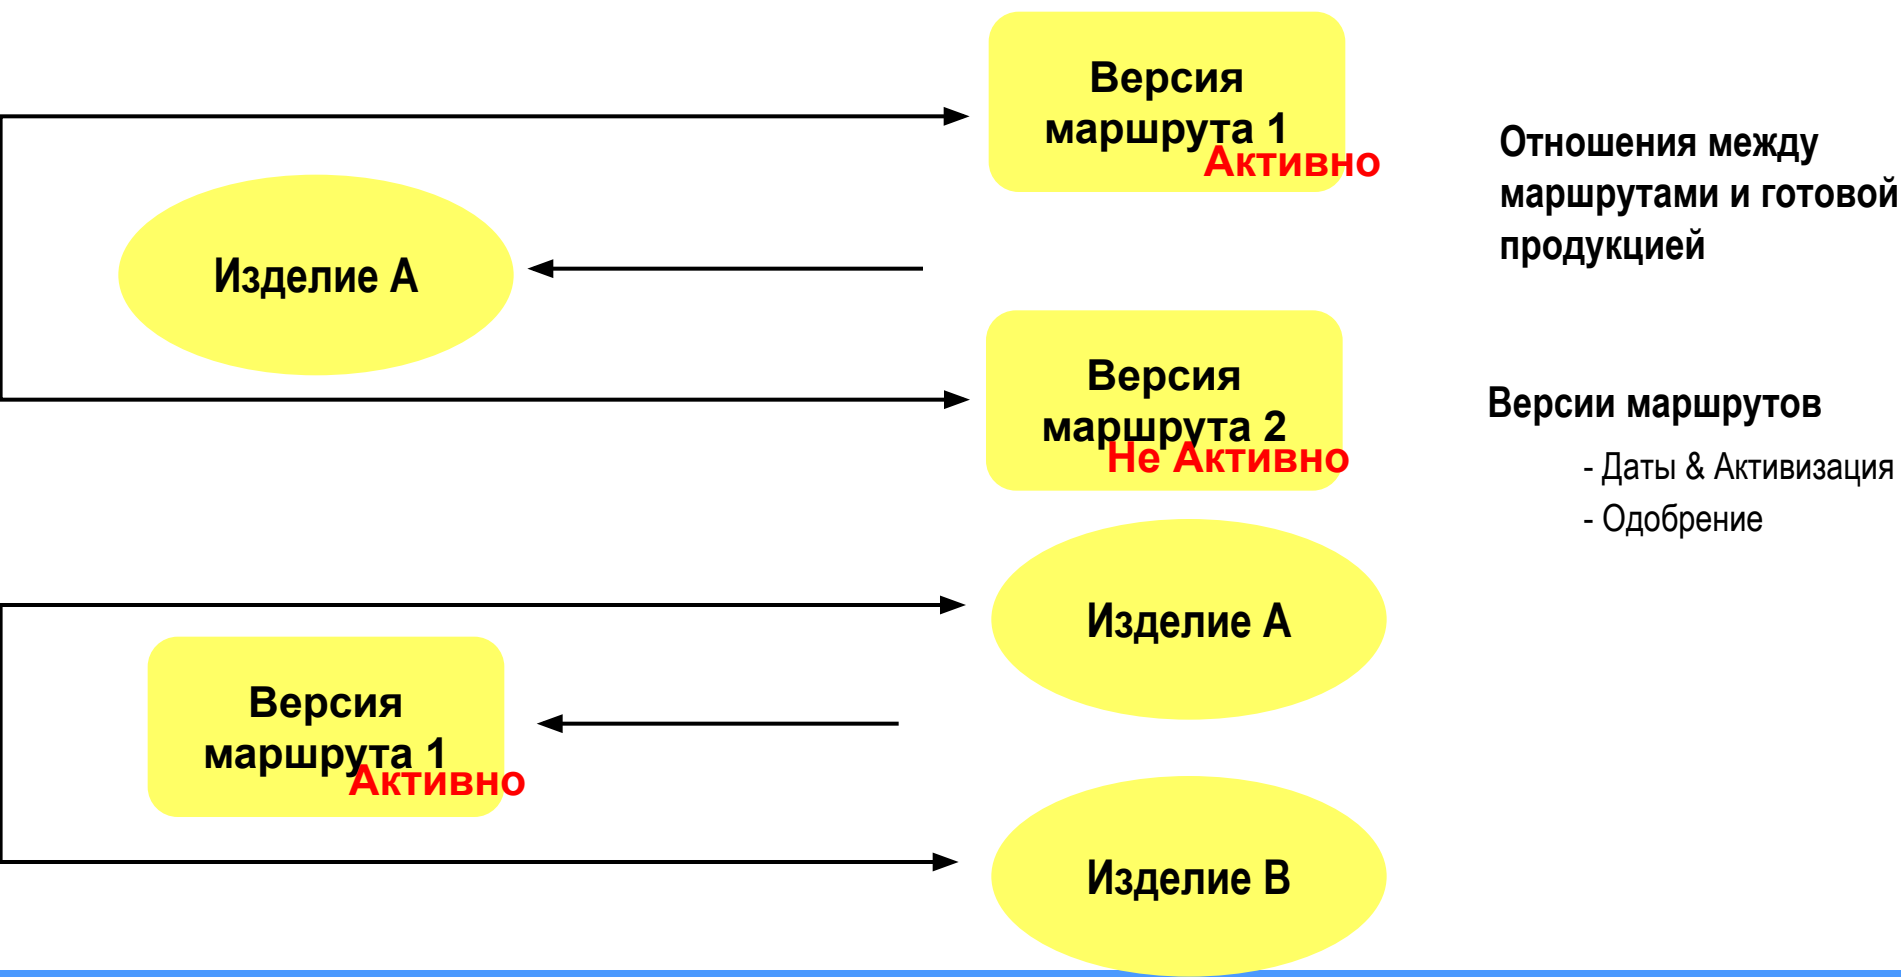 Версия
маршрута 1
Активно
Отношения между
маршрутами и готовой
продукцией
Изделие A
Версия
маршрута 2
Не Активно
Версии маршрутов
- Даты & Активизация
- Одобрение
Изделие A
Версия
маршрута 1
Активно
Изделие B